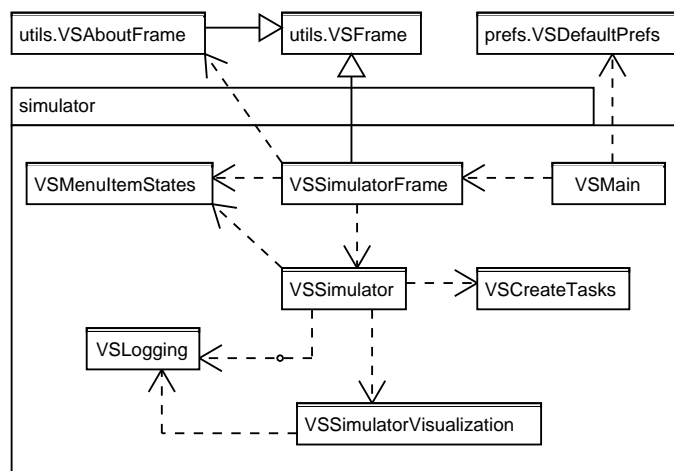 utils.VSAboutFrame
utils.VSFrame
prefs.VSDefaultPrefs
simulator
VSMenuItemStates
VSSimulatorFrame
VSMain
VSSimulator
VSCreateTasks
VSLogging
VSSimulatorVisualization